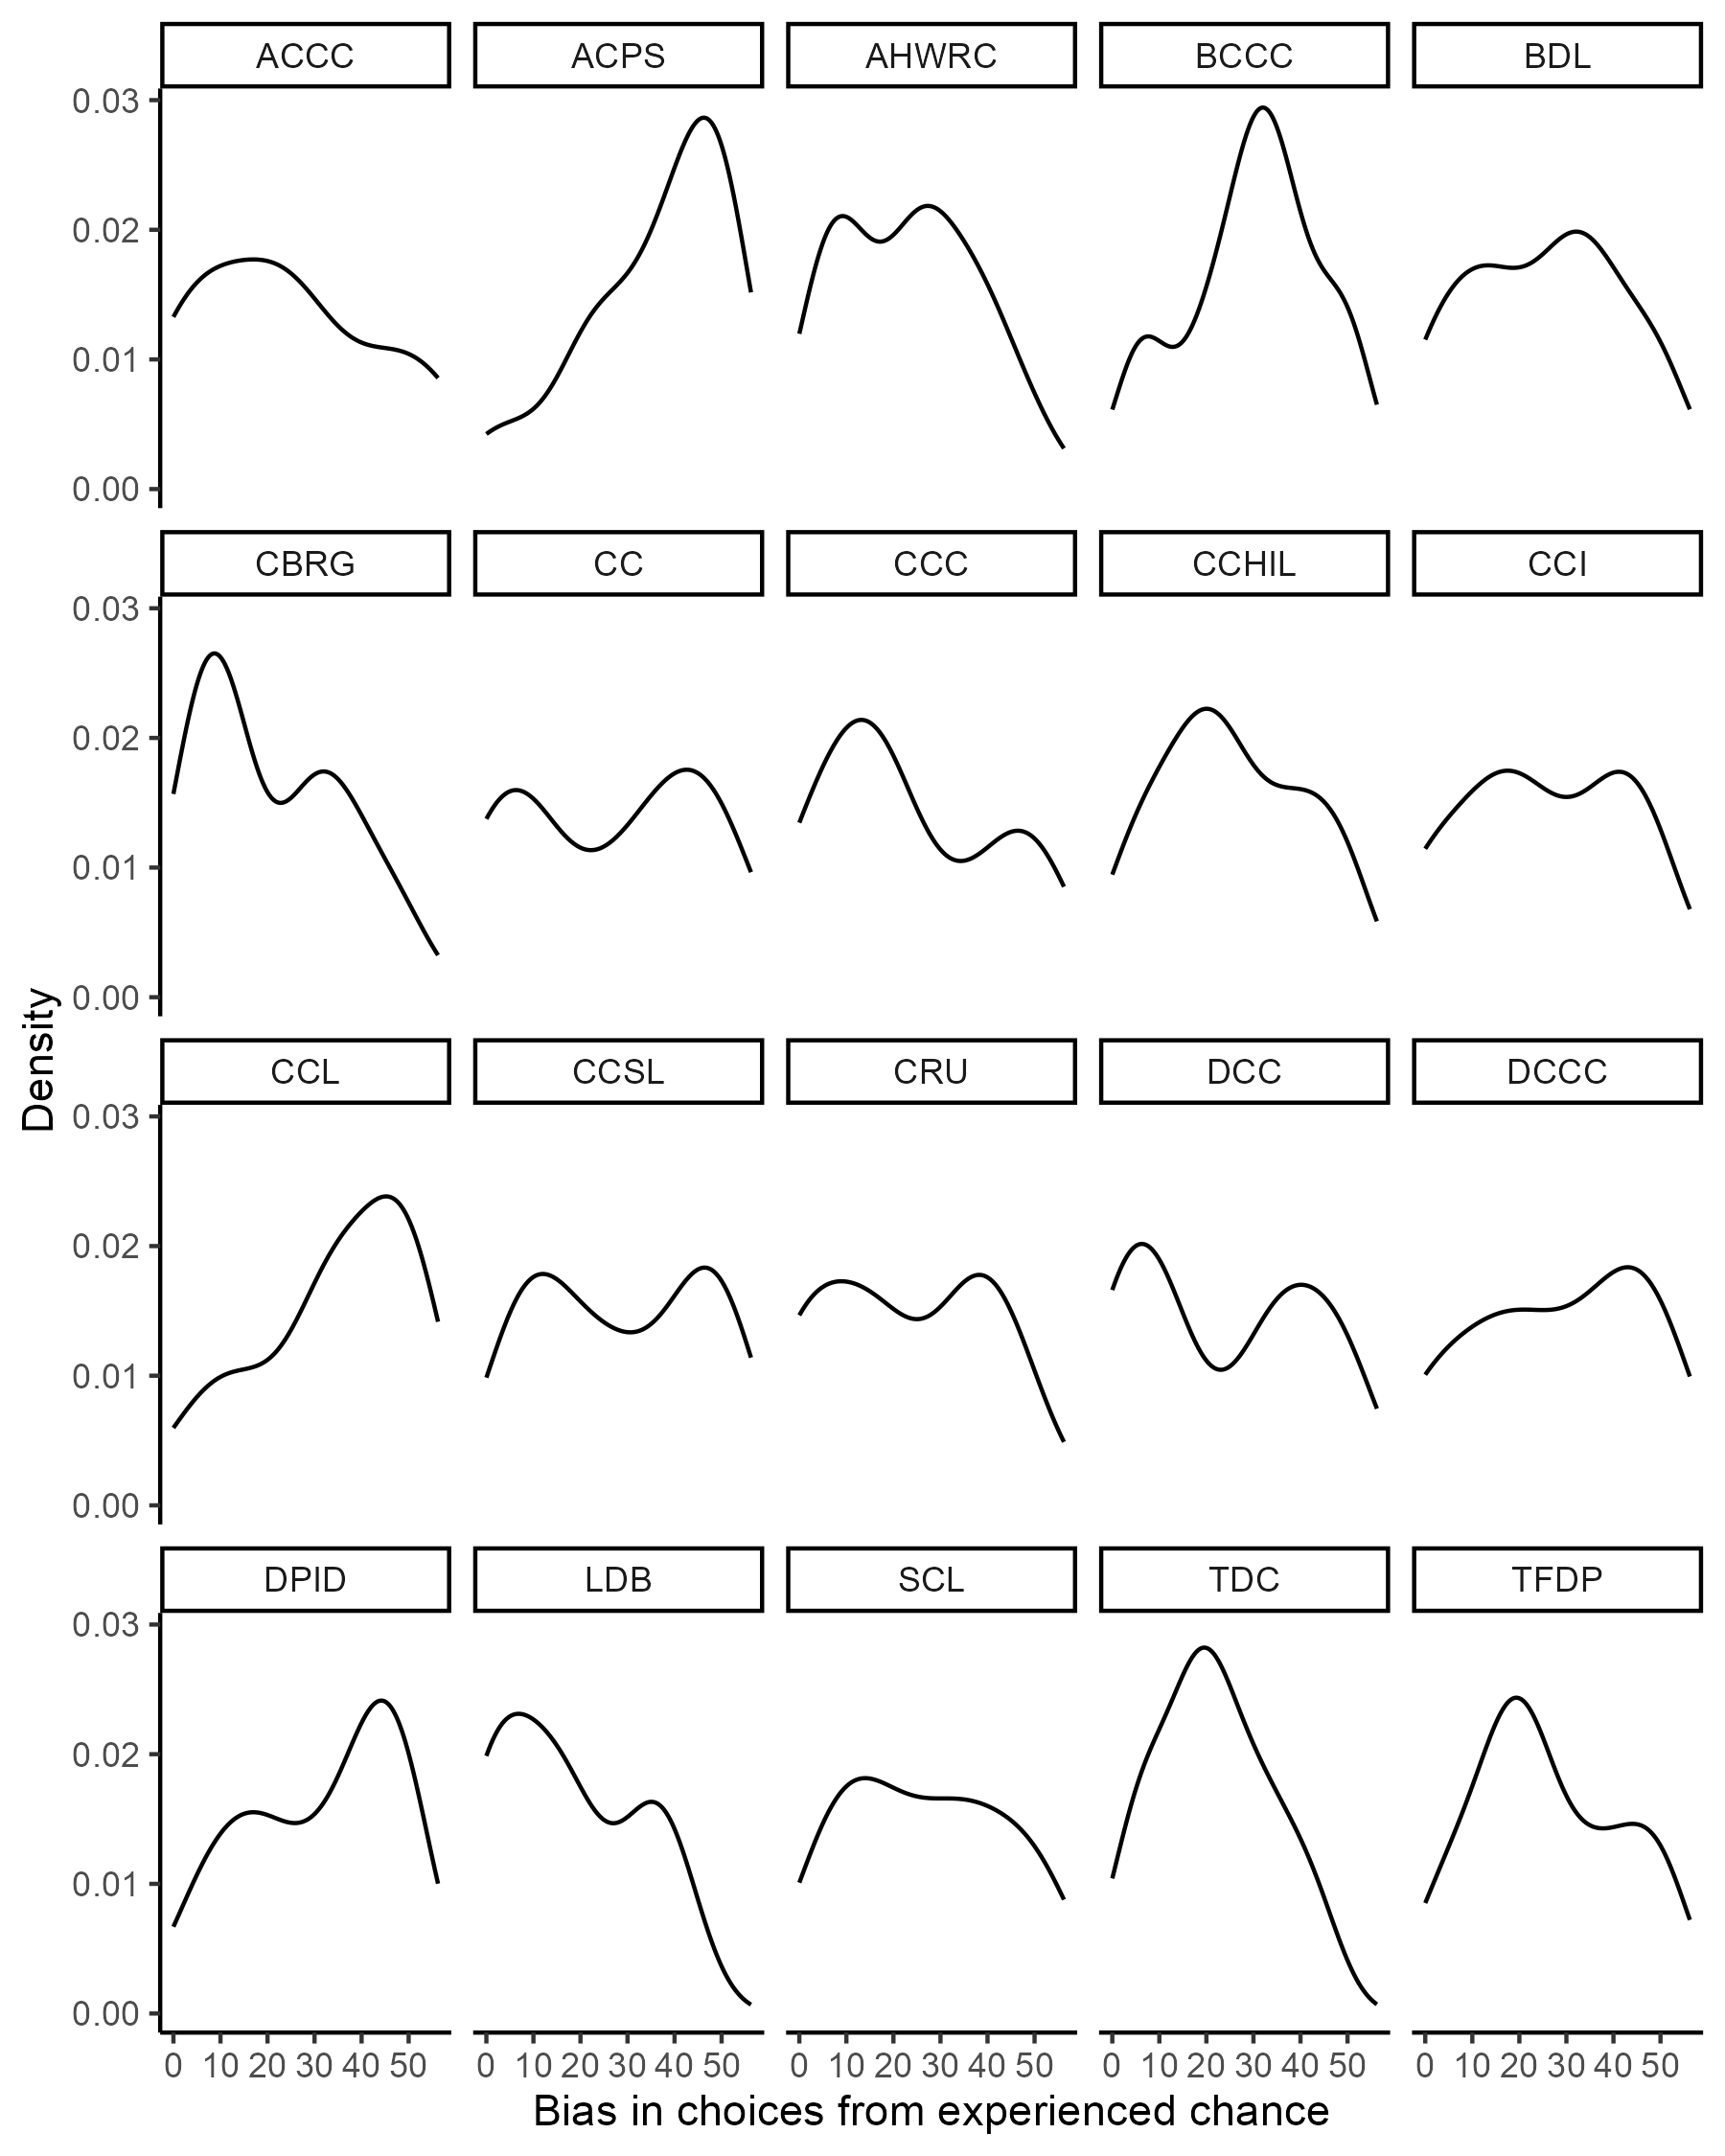 ACCC ACPS AHWRC BCCC BDL
0.03
0.02
0.01
0.00
CBRG CC CCC CCHIL CCI
0.03
0.02
0.01
0.00
CCL CCSL CRU DCC DCCC
0.03
0.02
0.01
0.00
DPID LDB SCL TDC TFDP
0.03
0.02
0.01
0.00
0 10 20 30 40 50 0 10 20 30 40 50 0 10 20 30 40 50 0 10 20 30 40 50 0 10 20 30 40 50
Bias in choices from experienced chance
Density